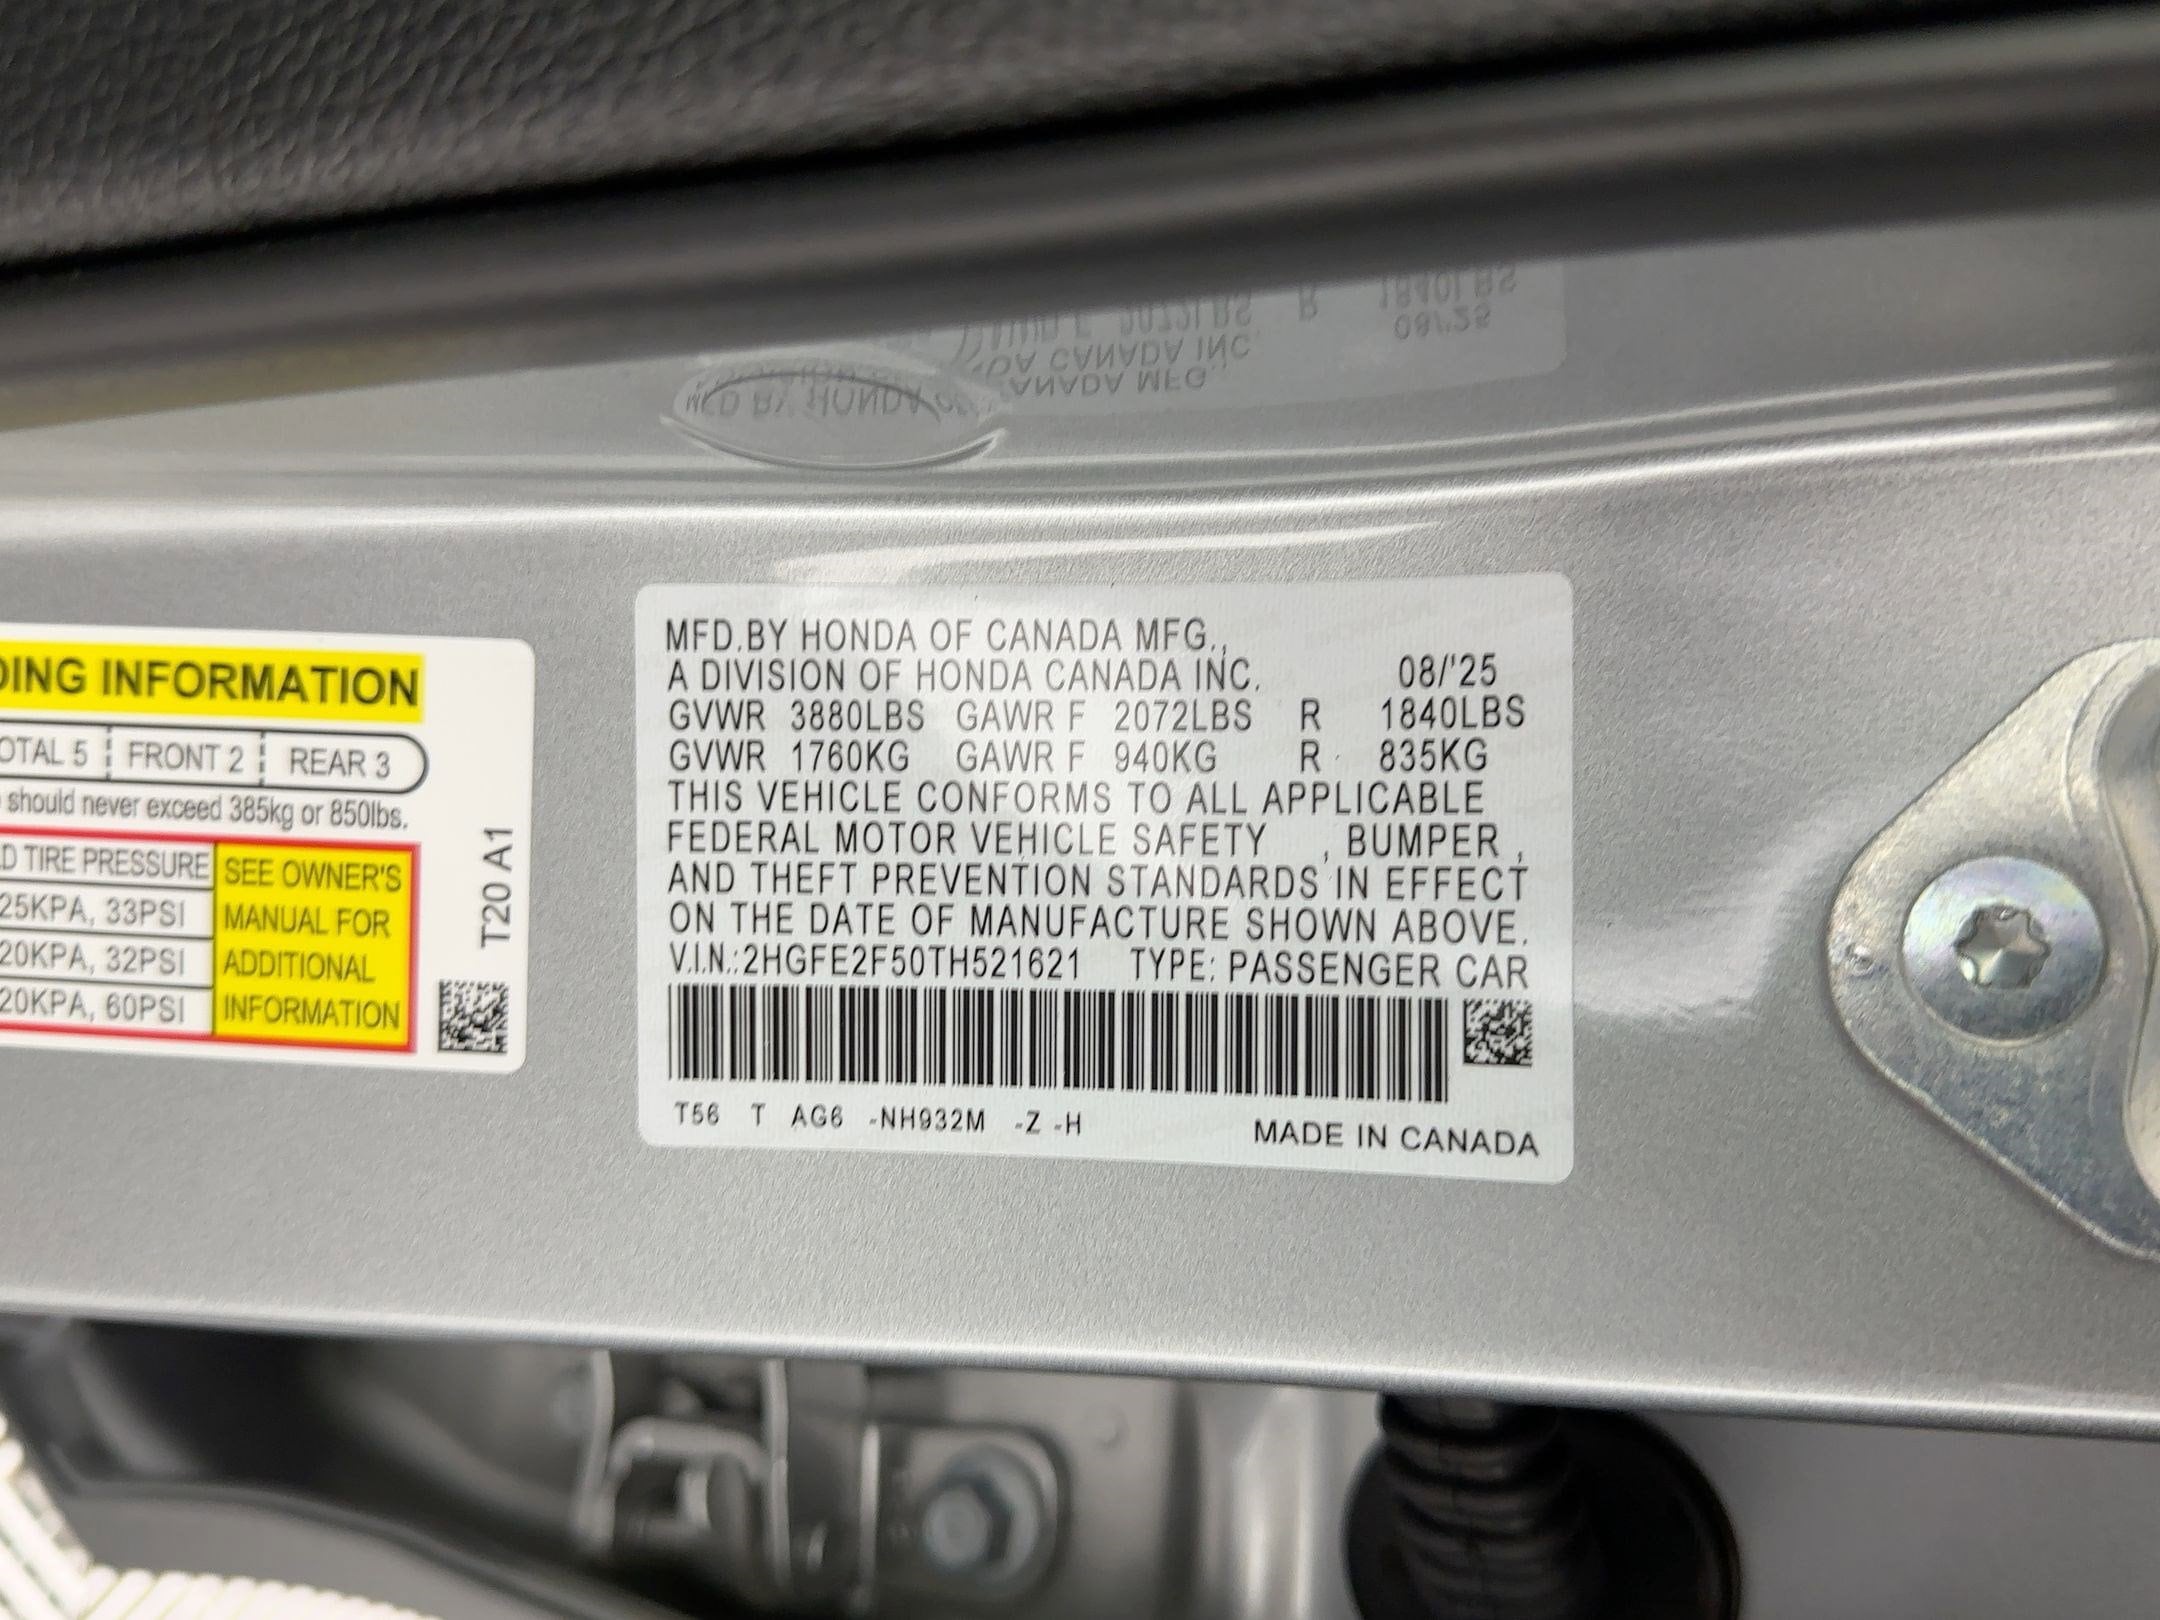 DING INFORMATION
OTAL 5 FRONT 2 REAR 3
should never exceed 385kg or 850lbs.
D TIRE PRESSURE
25KPA, 33PSI
20KPA, 32PSI
20KPA, 60PSI
SEE OWNER'S
MANUAL FOR
ADDITIONAL
INFORMATION
T20 A1
MFD.BY HONDA OF CANADA MFG.,
A DIVISION OF HONDA CANADA INC. 08/'25
GVWR 3880LBS GAWR F 2072LBS R 1840LBS
GVWR 1760KG GAWR F 940KG R 835KG
THIS VEHICLE CONFORMS TO ALL APPLICABLE
FEDERAL MOTOR VEHICLE SAFETY , BUMPER ,
AND THEFT PREVENTION STANDARDS IN EFFECT
ON THE DATE OF MANUFACTURE SHOWN ABOVE.
V.I.N.:2HGFE2F50TH521621 TYPE: PASSENGER CAR
T56 T AG6 -NH932M -Z -H MADE IN CANADA